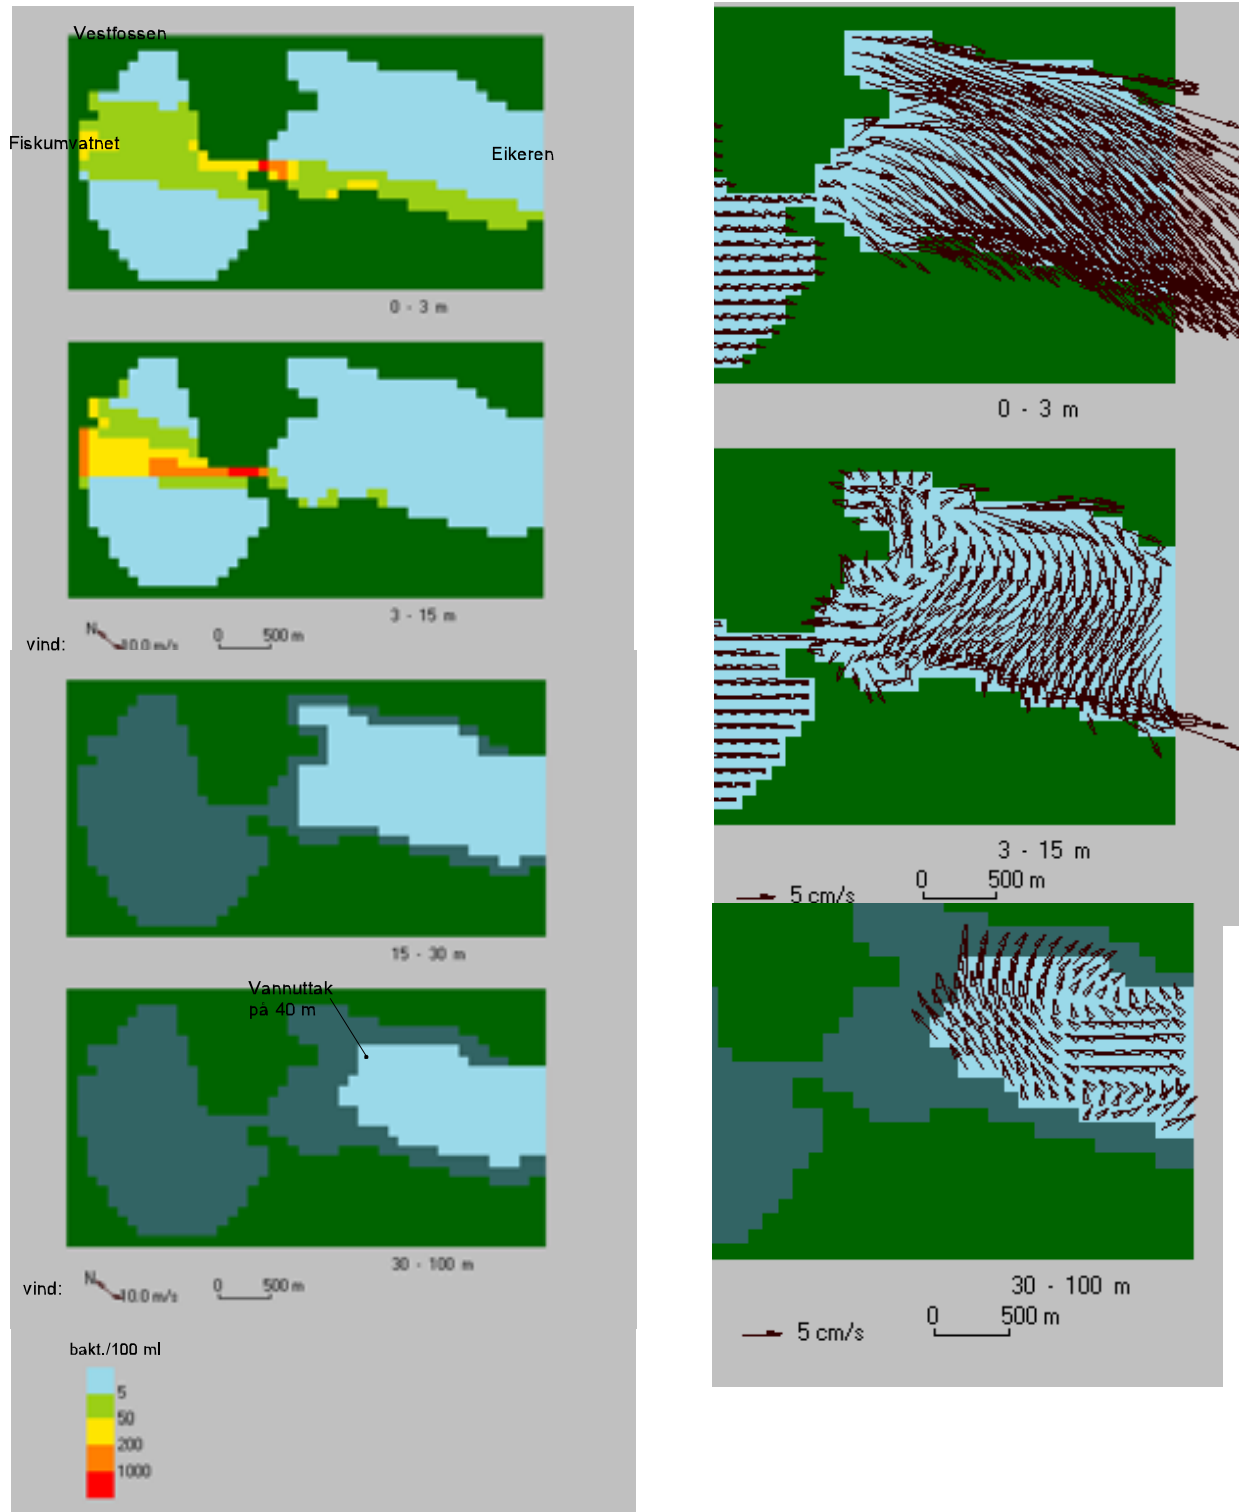 Vestfossen
Fiskumvatnet
Eikeren
0 - 3 m
3 - 15 m
vind:
N
10.0 m/s
0 500 m
15 - 30 m
Vannuttak
på 40 m
30 - 100 m
vind:
N
10.0 m/s
0 500 m
bakt./100 ml
5
50
200
1000
0 - 3 m
3 - 15 m
5 cm/s
0 500 m
30 - 100 m
5 cm/s
0 500 m